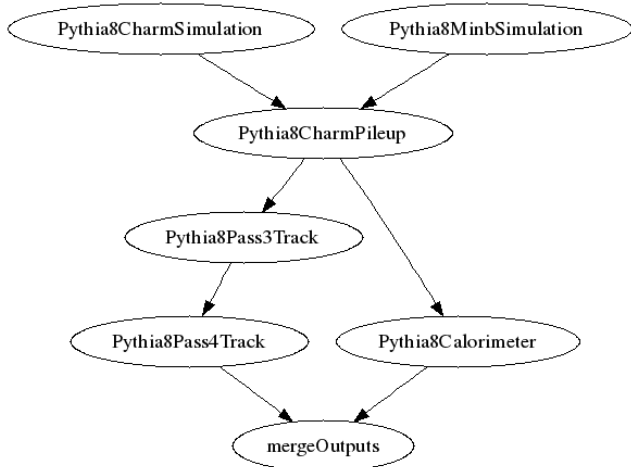 Pythia8CharmSimulation
Pythia8MinbSimulation
Pythia8CharmPileup
Pythia8Pass3Track
Pythia8Pass4Track
Pythia8Calorimeter
mergeOutputs